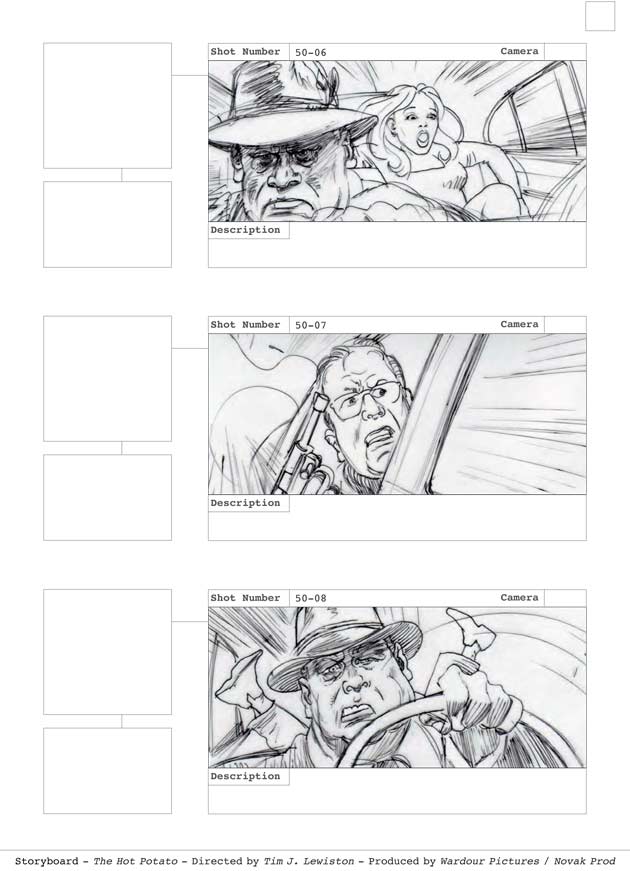 Shot Number 50-06 Camera
Description
Shot Number 50-07 Camera
Description
Shot Number 50-08 Camera
Description
Storyboard - The Hot Potato - Directed by Tim J. Lewiston - Produced by Wardour Pictures / Novak Prod